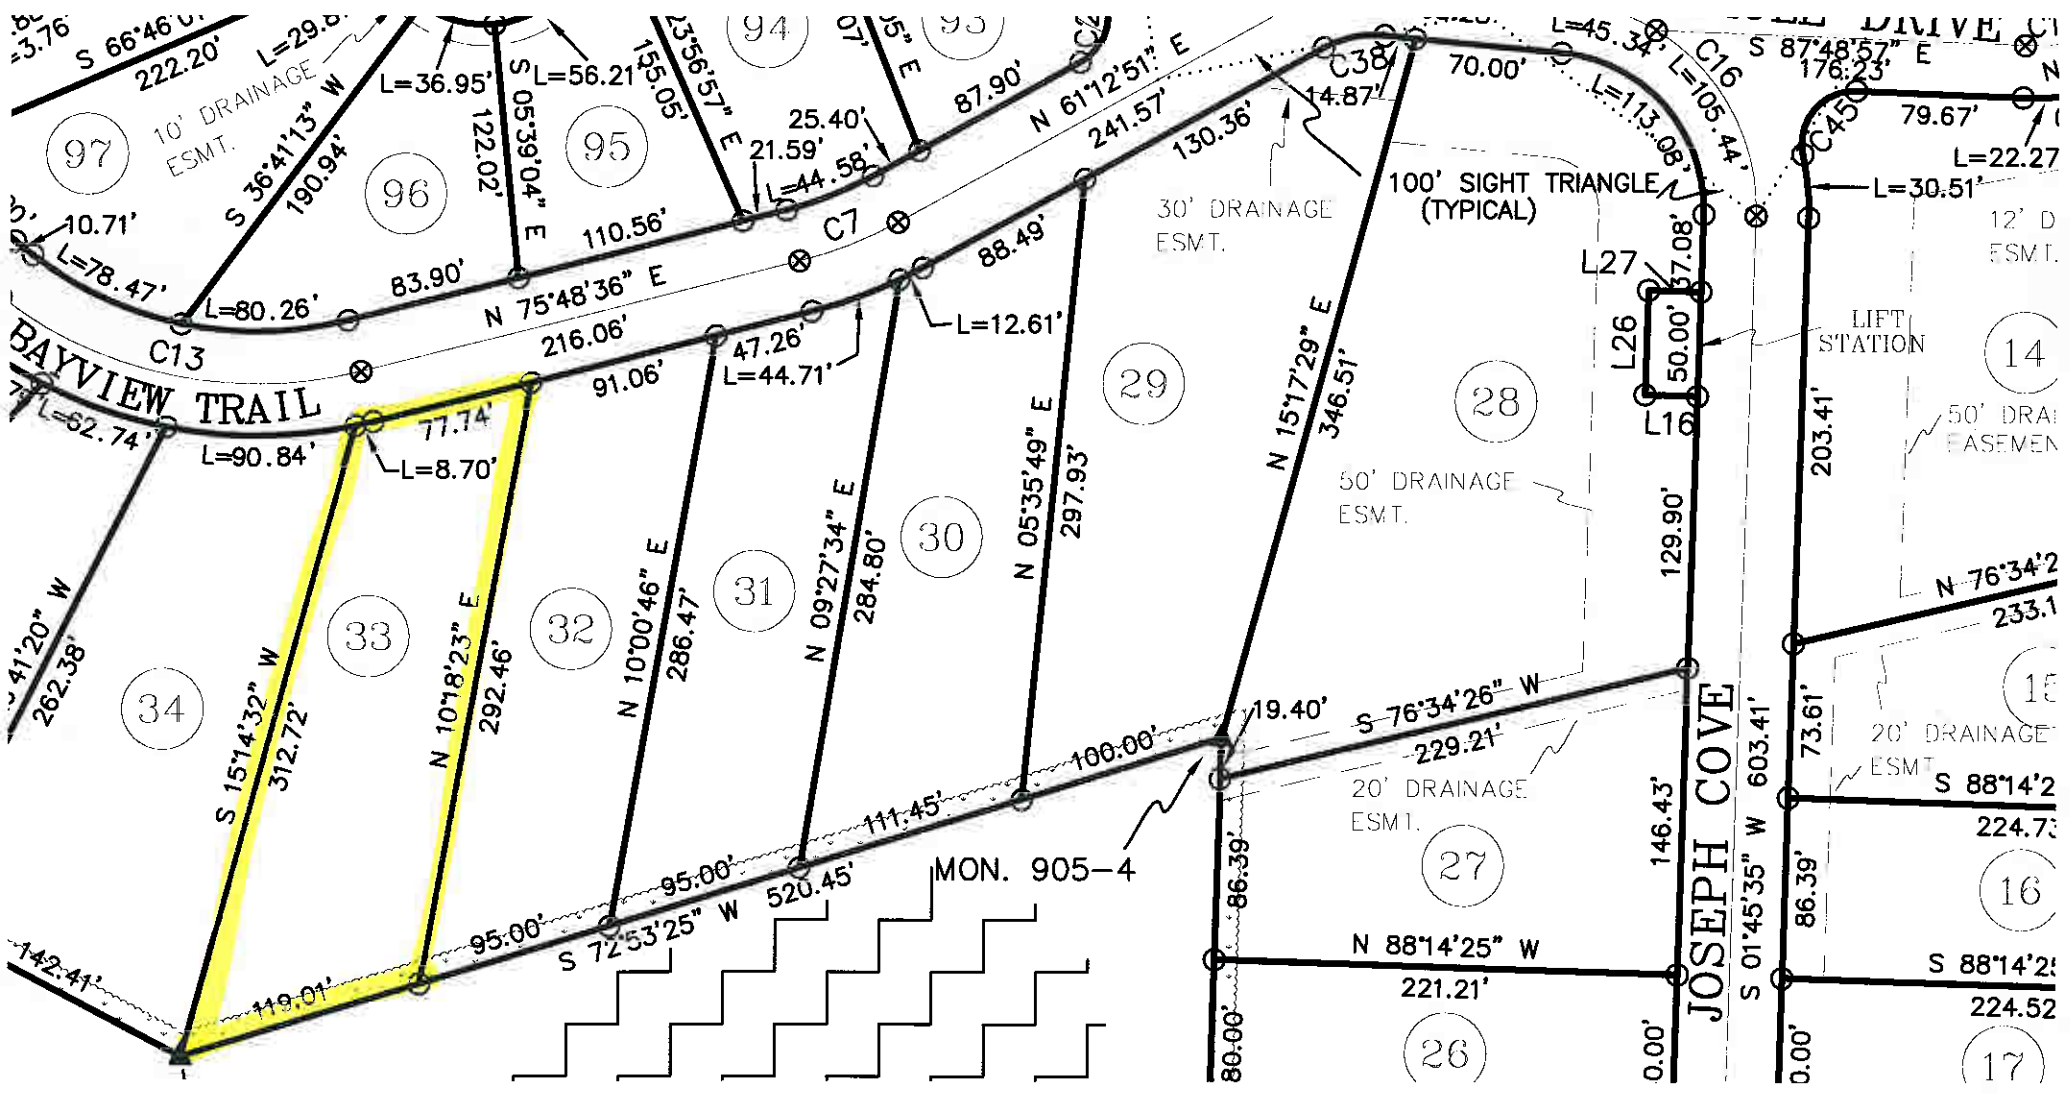 S 66°46'01"
222.20'
L=29.8
10' DRAINAGE
ESMT.
97
S 36°41'13" W
190.94'
96
L=36.95'
L=56.21'
S 05°39'04" E
122.02'
95
23°56'57" E
155.05'
94
93
25.40'
21.59'
L=44.58'
87.90'
N 61°12'51" E
241.57'
130.36'
C38
14.87'
70.00'
L=45.34'
C16
L=105.44'
L=113.08'
DRIVE
S 87°48'57" E
176.23'
C45
79.67'
L=22.27
L=30.51'
12' D
ESMT.
100' SIGHT TRIANGLE
(TYPICAL)
30' DRAINAGE
ESMT.
10.71'
L=78.47'
L=80.26'
83.90'
110.56'
C7
N 75°48'36" E
216.06'
C13
BAYVIEW TRAIL
L=62.74'
L=90.84'
L=8.70'
77.74'
91.06'
47.26'
L=44.71'
L=12.61'
88.49'
29
N 15°17'29" E
346.51'
28
50' DRAINAGE
ESMT.
37.08'
L27
L26
50.00'
L16
LIFT
STATION
14
50' DRAI
EASEMEN
203.41'
129.90'
N 76°34'2
233.1
41'20" W
262.38'
34
S 15°14'32" W
312.72'
33
N 10°18'23" E
292.46'
32
N 10°00'46" E
286.47'
31
N 09°27'34" E
284.80'
30
N 05°35'49" E
297.93'
19.40'
S 76°34'26" W
229.21'
20' DRAINAGE
ESMT.
27
JOSEPH COVE
S 01°45'35" W 603.41'
73.61'
15
20' DRAINAGE
ESMT
S 88°14'2
224.73
146.43'
86.39'
16
S 88°14'25
224.52
100.00'
111.45'
95.00'
520.45'
MON. 905-4
86.39'
95.00'
S 72°53'25" W
119.01'
142.41'
N 88°14'25" W
221.21'
80.00'
26
0.00'
0.00'
17